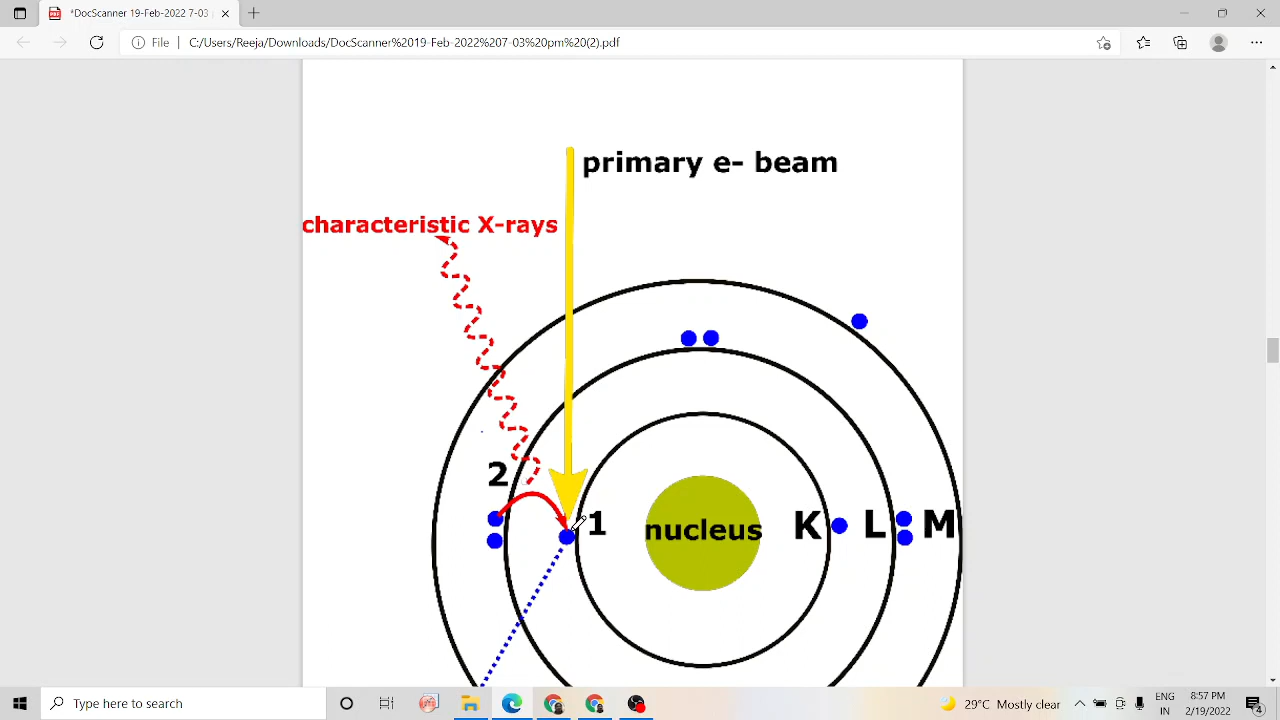 *DocScanner 19-Feb-2022 7-03
File | C:/Users/Reeja/Downloads/DocScanner%2019-Feb-2022%207-03%20pm%20(2).pdf
primary e- beam
characteristic X-rays
2
1
nucleus
K
L
M
Type here to search
29°C Mostly clear
ENG
IN
8:57 PM
2/19/2022
4